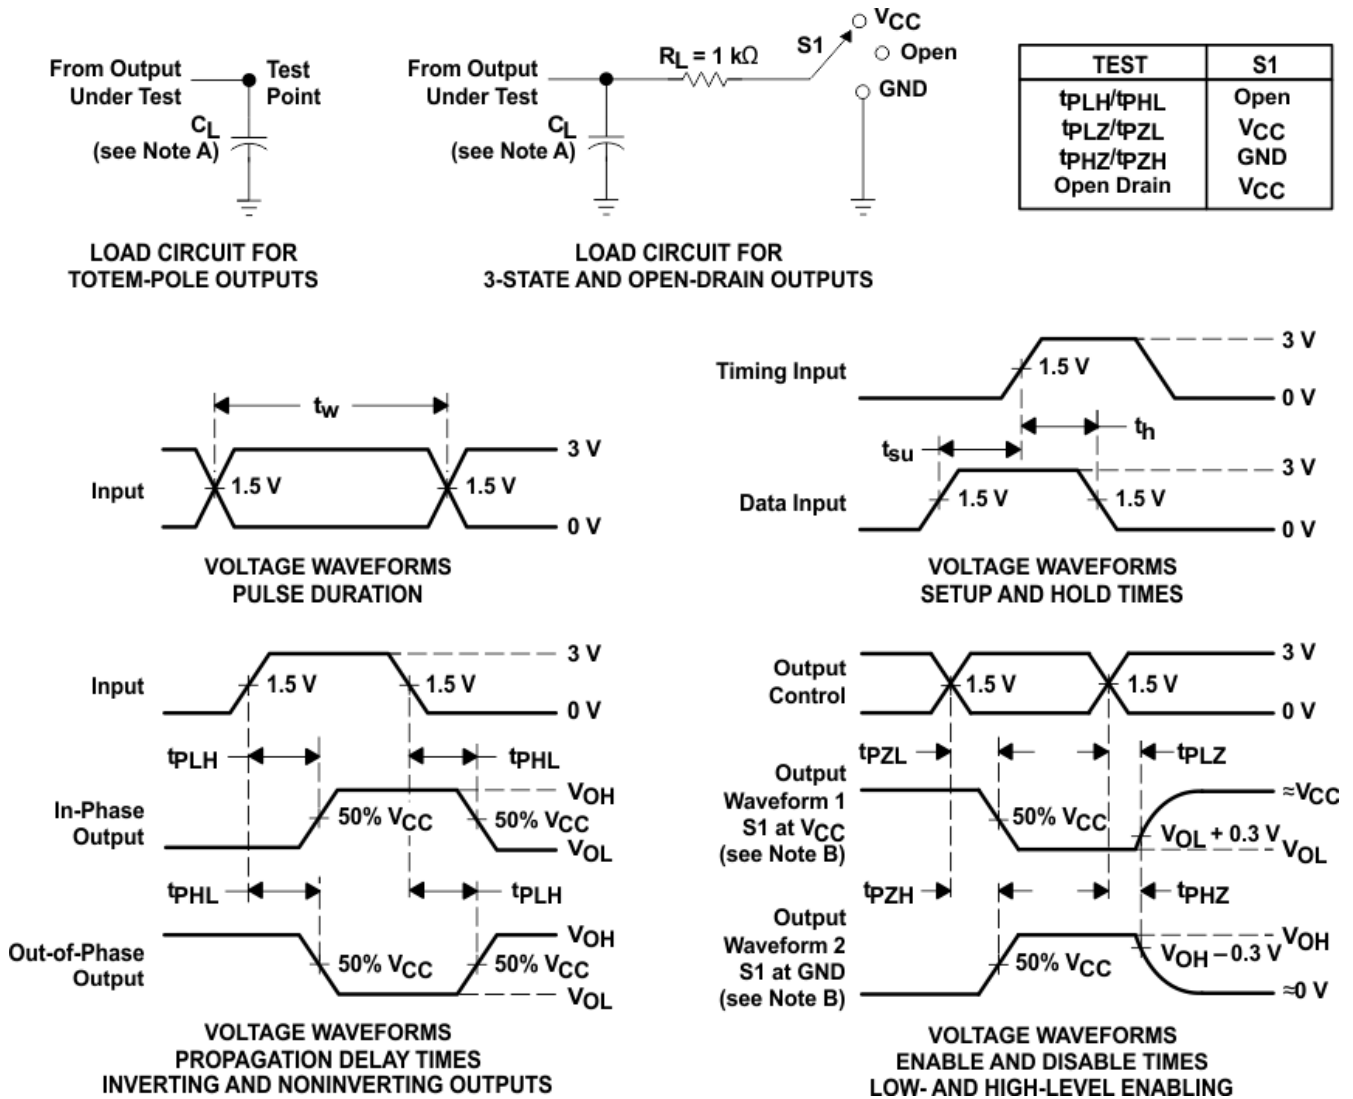 From Output
Under Test
Test
Point
CL
(see Note A)
LOAD CIRCUIT FOR
TOTEM-POLE OUTPUTS
From Output
Under Test
RL = 1 kΩ
S1
VCC
Open
GND
CL
(see Note A)
LOAD CIRCUIT FOR
3-STATE AND OPEN-DRAIN OUTPUTS
TEST S1
tPLH/tPHL Open
tPLZ/tPZL VCC
tPHZ/tPZH GND
Open Drain VCC
tw
Input
1.5 V
1.5 V
3 V
0 V
VOLTAGE WAVEFORMS
PULSE DURATION
Timing Input
1.5 V
3 V
0 V
tsu
th
Data Input
1.5 V
1.5 V
3 V
0 V
VOLTAGE WAVEFORMS
SETUP AND HOLD TIMES
Input
1.5 V
1.5 V
3 V
0 V
tPLH
tPHL
In-Phase
Output
50% VCC
50% VCC
VOH
VOL
tPHL
tPLH
Out-of-Phase
Output
50% VCC
50% VCC
VOH
VOL
VOLTAGE WAVEFORMS
PROPAGATION DELAY TIMES
INVERTING AND NONINVERTING OUTPUTS
Output
Control
1.5 V
1.5 V
3 V
0 V
tPZL
tPLZ
Output
Waveform 1
S1 at VCC
(see Note B)
50% VCC
VOL + 0.3 V
≈VCC
VOL
tPZH
tPHZ
Output
Waveform 2
S1 at GND
(see Note B)
50% VCC
VOH – 0.3 V
VOH
≈0 V
VOLTAGE WAVEFORMS
ENABLE AND DISABLE TIMES
LOW- AND HIGH-LEVEL ENABLING